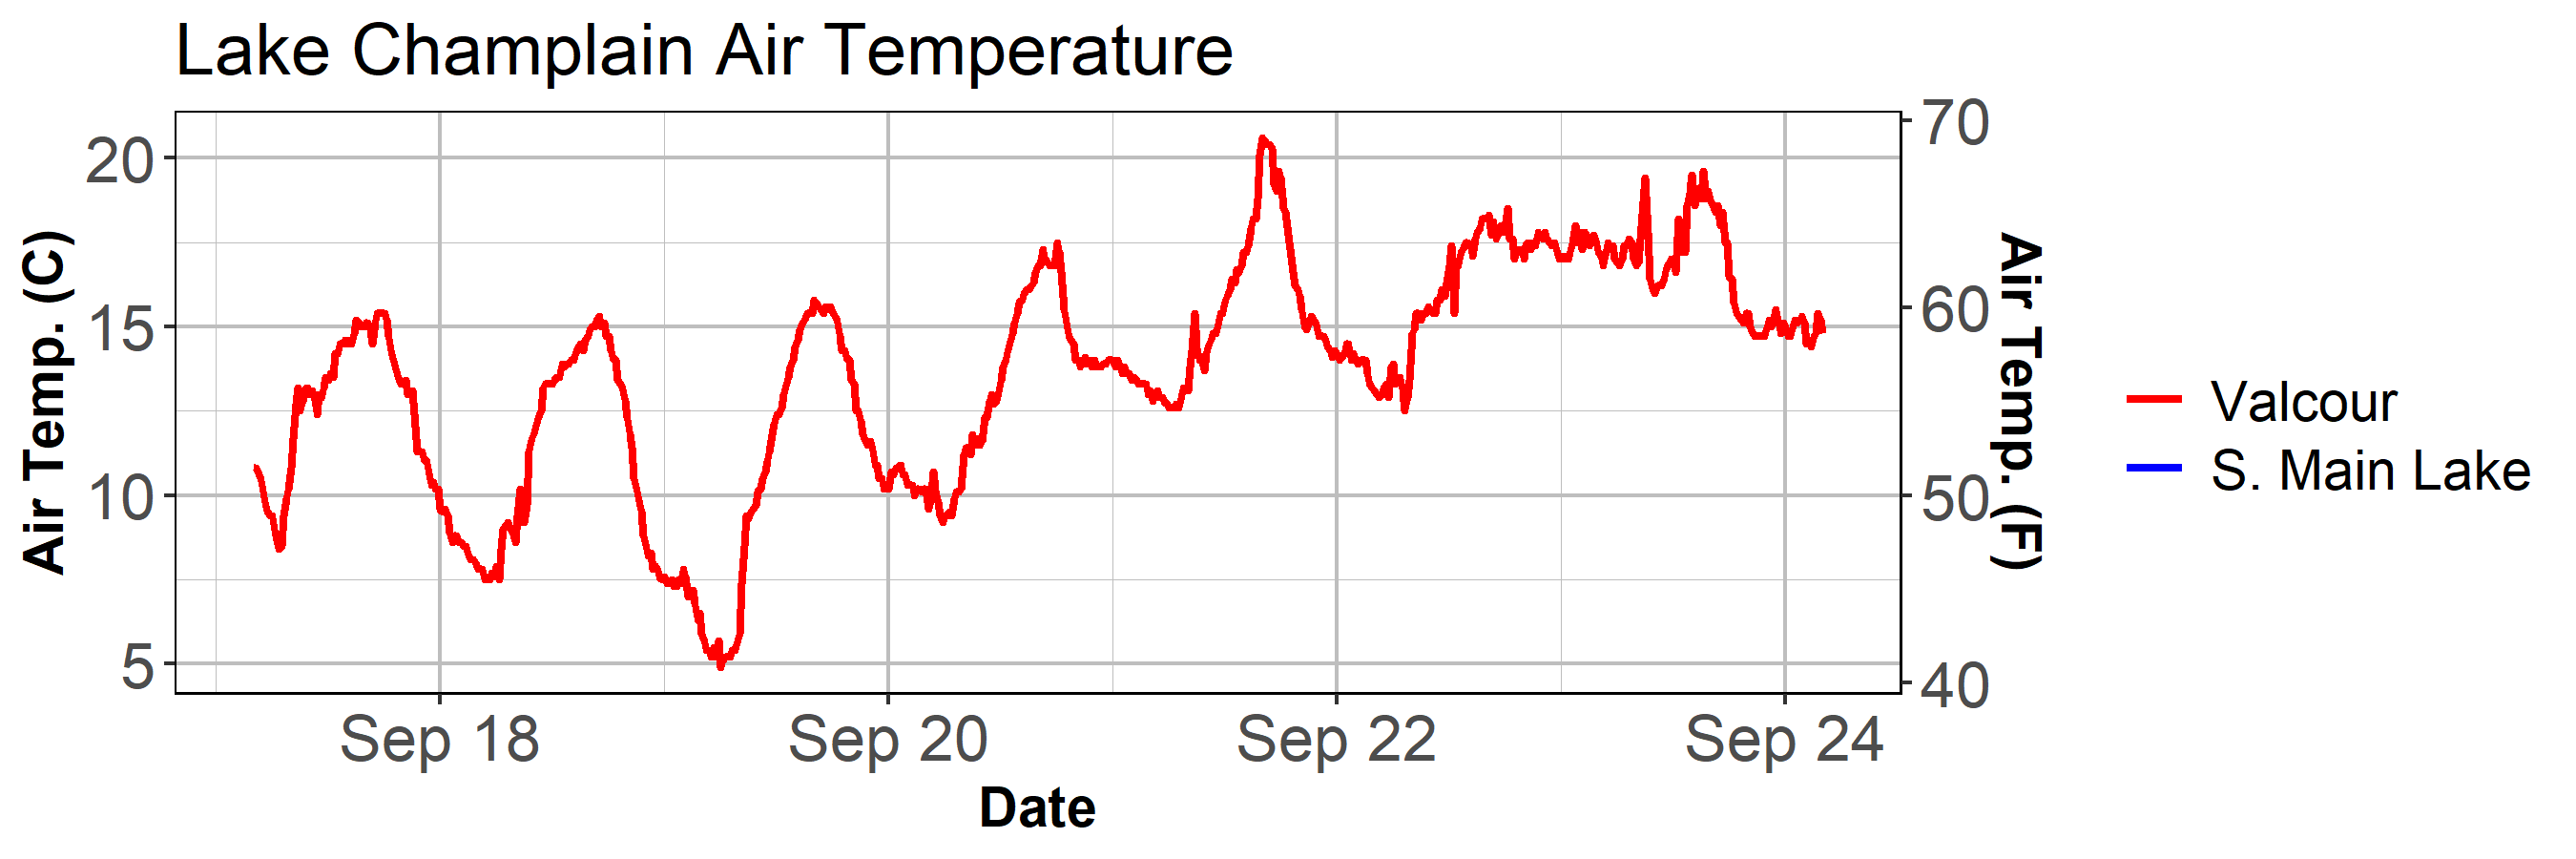 Lake Champlain Air Temperature
20
15
10
5
Air Temp. (C)
70
60
50
40
Air Temp. (F)
Sep 18
Sep 20
Sep 22
Sep 24
Date
Valcour
S. Main Lake